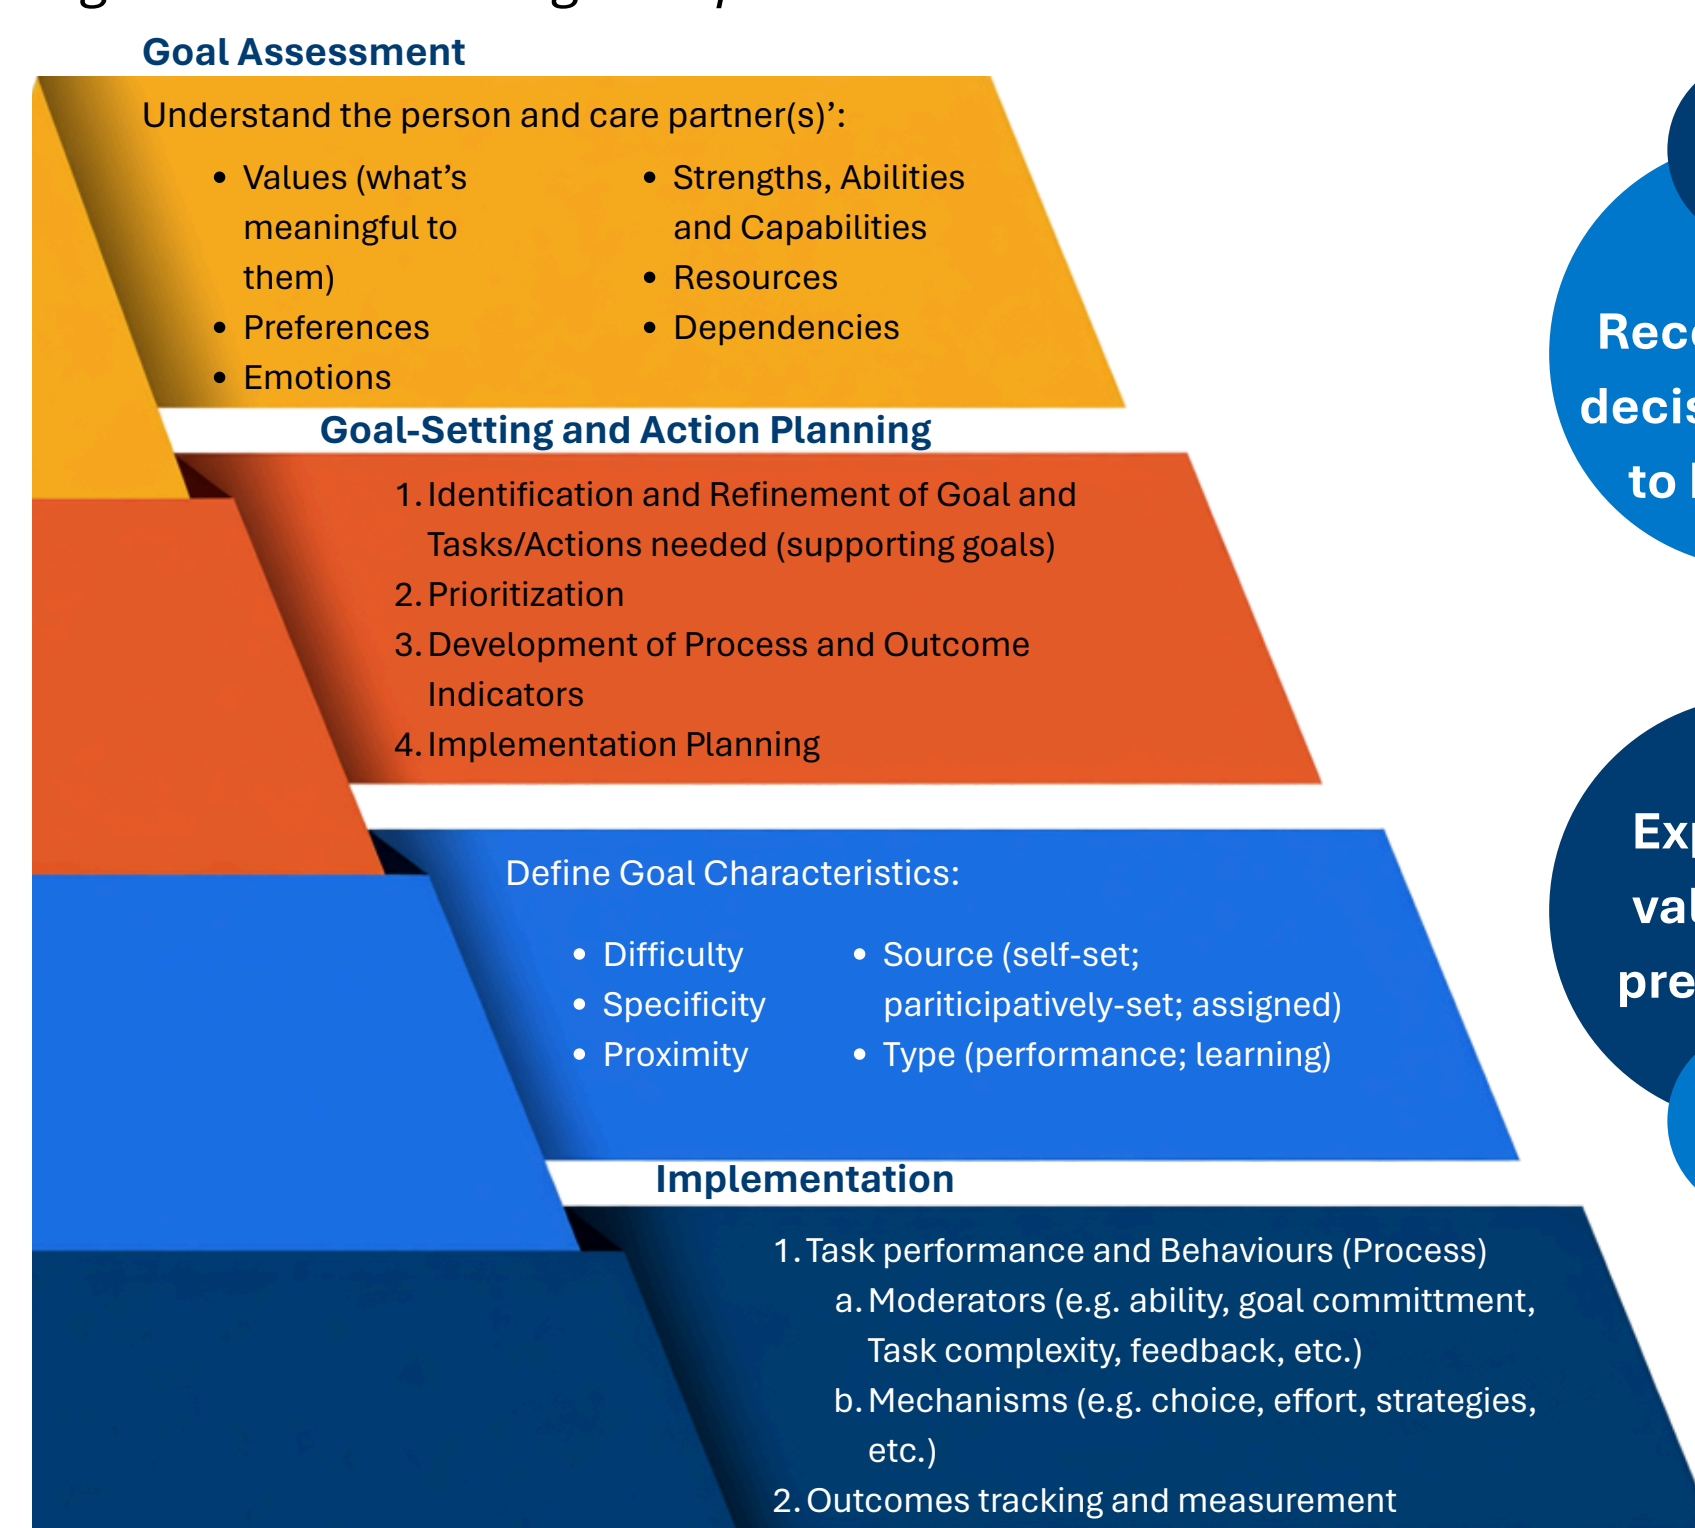 Goal Assessment
Understand the person and care partner(s)’:
• Values (what’s
meaningful to
them)
• Preferences
• Emotions
• Strengths, Abilities
and Capabilities
• Resources
• Dependencies
Goal-Setting and Action Planning
1. Identification and Refinement of Goal and
Tasks/Actions needed (supporting goals)
2. Prioritization
3. Development of Process and Outcome
Indicators
4. Implementation Planning
Define Goal Characteristics:
• Difficulty
• Specificity
• Proximity
• Source (self-set;
pariticipatively-set; assigned)
• Type (performance; learning)
Implementation
1. Task performance and Behaviours (Process)
a. Moderators (e.g. ability, goal committment,
Task complexity, feedback, etc.)
b. Mechanisms (e.g. choice, effort, strategies,
etc.)
2. Outcomes tracking and measurement
to